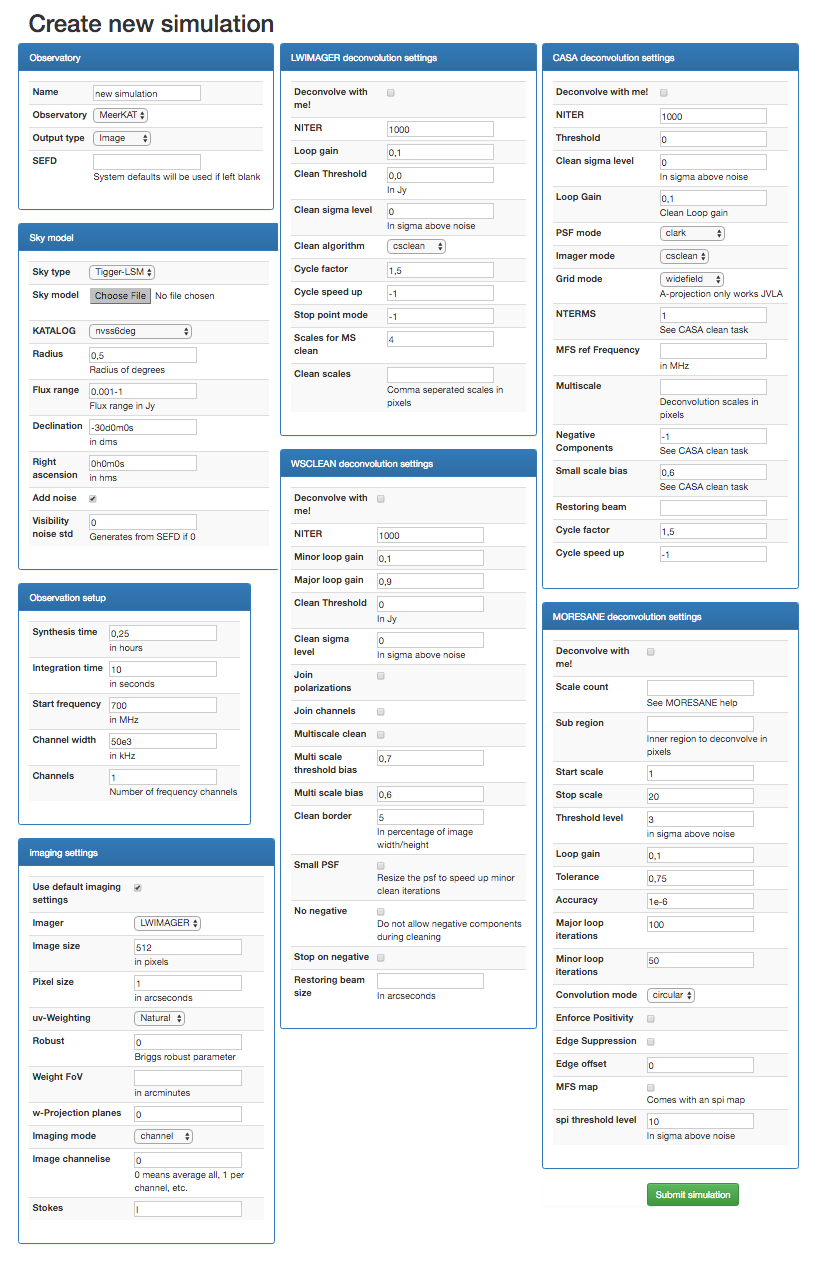 Create new simulation
Observatory
Name new simulation
Observatory MeerKAT
Output type Image
SEFD
System defaults will be used if left blank
Sky model
Sky type Tigger-LSM
Sky model Choose File No file chosen
KATALOG nvss6deg
Radius 0,5
Radius of degrees
Flux range 0.001-1
Flux range in Jy
Declination -30d0m0s
in dms
Right
ascension 0h0m0s
in hms
Add noise
Visibility
noise std 0
Generates from SEFD if 0
Observation setup
Synthesis time 0,25
in hours
Integration time 10
in seconds
Start frequency 700
in MHz
Channel width 50e3
in kHz
Channels 1
Number of frequency channels
imaging settings
Use default imaging
settings
Imager LWIMAGER
Image size 512
in pixels
Pixel size 1
in arcseconds
uv-Weighting Natural
Robust 0
Briggs robust parameter
Weight FoV
in arcminutes
w-Projection planes 0
Imaging mode channel
Image channelise 0
0 means average all, 1 per
channel, etc.
Stokes I
LWIMAGER deconvolution settings
Deconvolve with
me!
NITER 1000
Loop gain 0,1
Clean Threshold 0,0
In Jy
Clean sigma level 0
In sigma above noise
Clean algorithm csclean
Cycle factor 1,5
Cycle speed up -1
Stop point mode -1
Scales for MS
clean 4
Clean scales
Comma seperated scales in
pixels
WSCLEAN deconvolution settings
Deconvolve with
me!
NITER 1000
Minor loop gain 0,1
Major loop gain 0,9
Clean Threshold 0
In Jy
Clean sigma
level 0
In sigma above noise
Join
polarizations
Join channels
Multiscale clean
Multi scale
threshold bias 0,7
Multi scale bias 0,6
Clean border 5
In percentage of image
width/height
Small PSF
Resize the psf to speed up minor
clean iterations
No negative
Do not allow negative components
during cleaning
Stop on negative
Restoring beam
size
In arcseconds
CASA deconvolution settings
Deconvolve with me!
NITER 1000
Threshold 0
Clean sigma level 0
In sigma above noise
Loop Gain 0,1
Clean Loop gain
PSF mode clark
Imager mode csclean
Grid mode widefield
A-projection only works JVLA
NTERMS 1
See CASA clean task
MFS ref Frequency
in MHz
Multiscale
Deconvolution scales in
pixels
Negative
Components -1
See CASA clean task
Small scale bias 0,6
See CASA clean task
Restoring beam
Cycle factor 1,5
Cycle speed up -1
MORESANE deconvolution settings
Deconvolve with
me!
Scale count
See MORESANE help
Sub region
Inner region to deconvolve in
pixels
Start scale 1
Stop scale 20
Threshold level 3
in sigma above noise
Loop gain 0,1
Tolerance 0,75
Accuracy 1e-6
Major loop
iterations 100
Minor loop
iterations 50
Convolution mode circular
Enforce Positivity
Edge Suppression
Edge offset 0
MFS map
Comes with an spi map
spi threshold level 10
In sigma above noise
Submit simulation